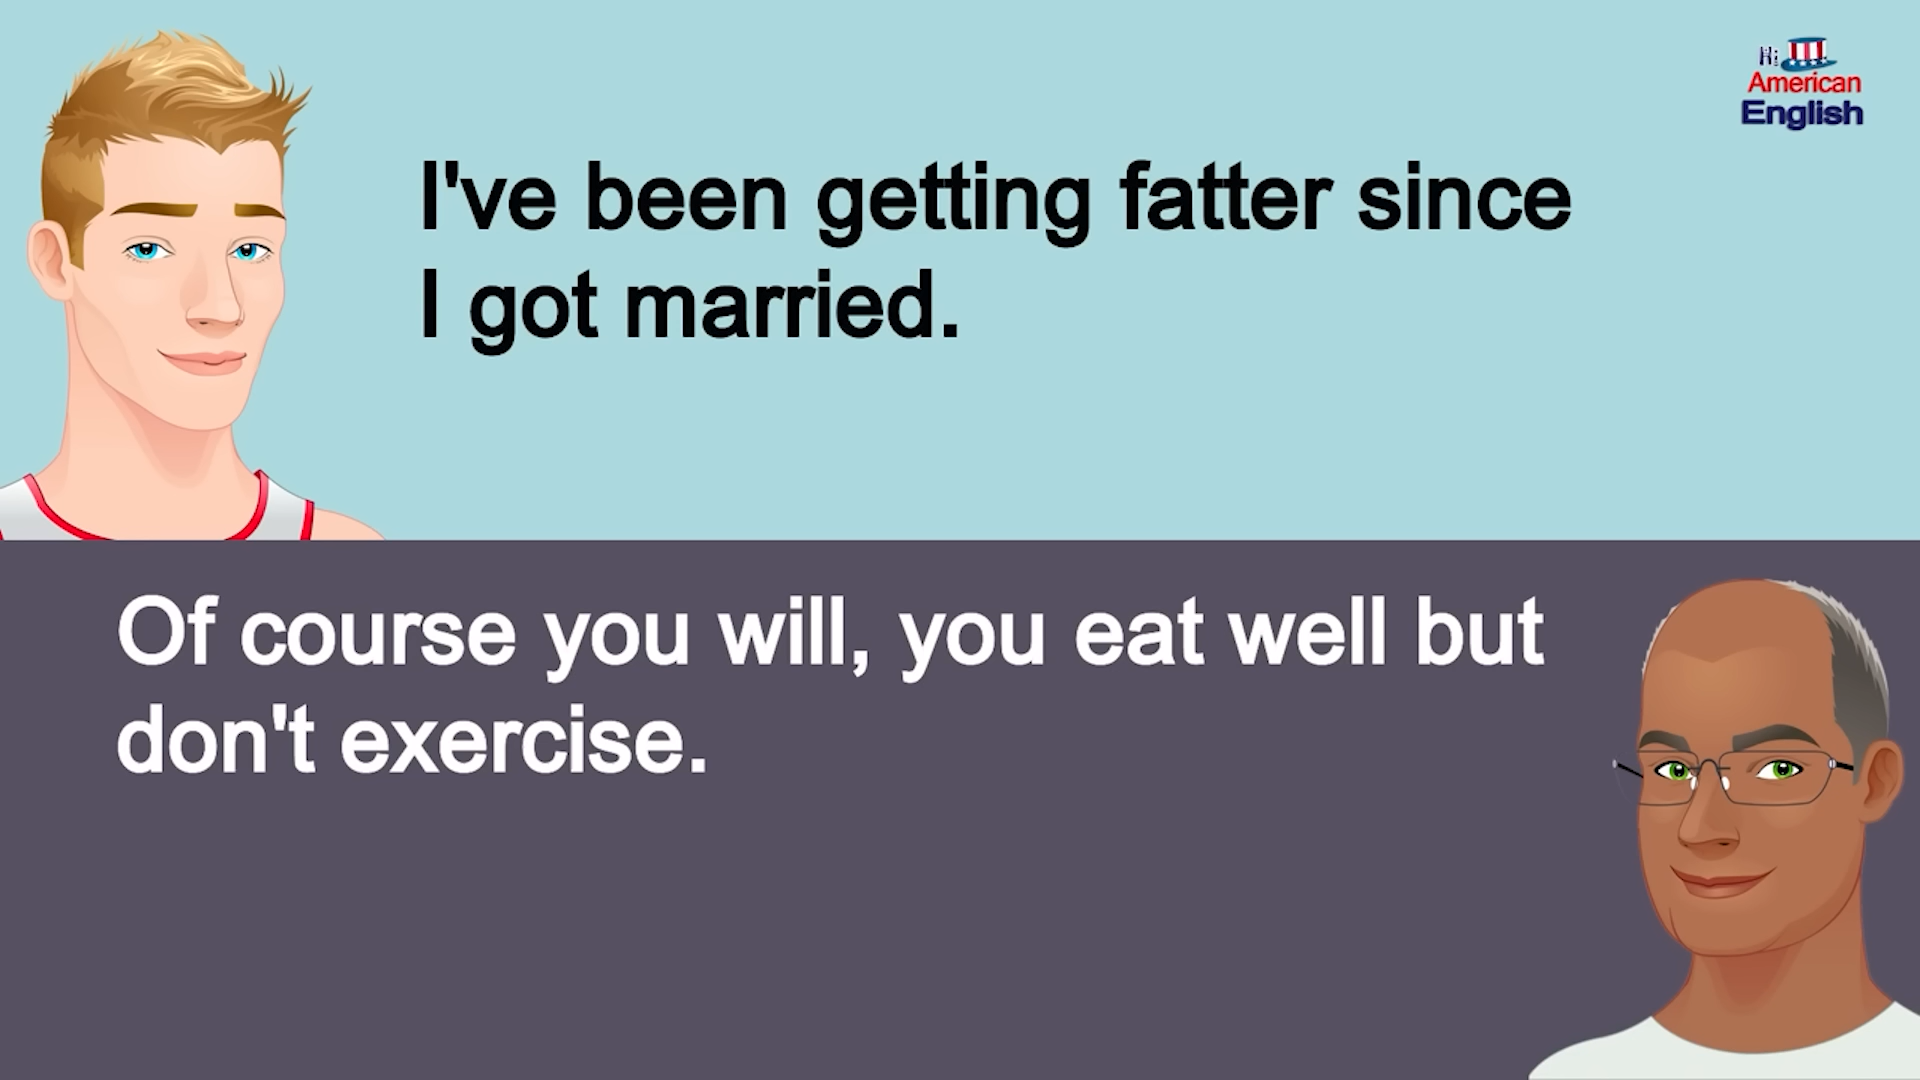 Hi
American
English
I've been getting fatter since
I got married.
Of course you will, you eat well but
don't exercise.